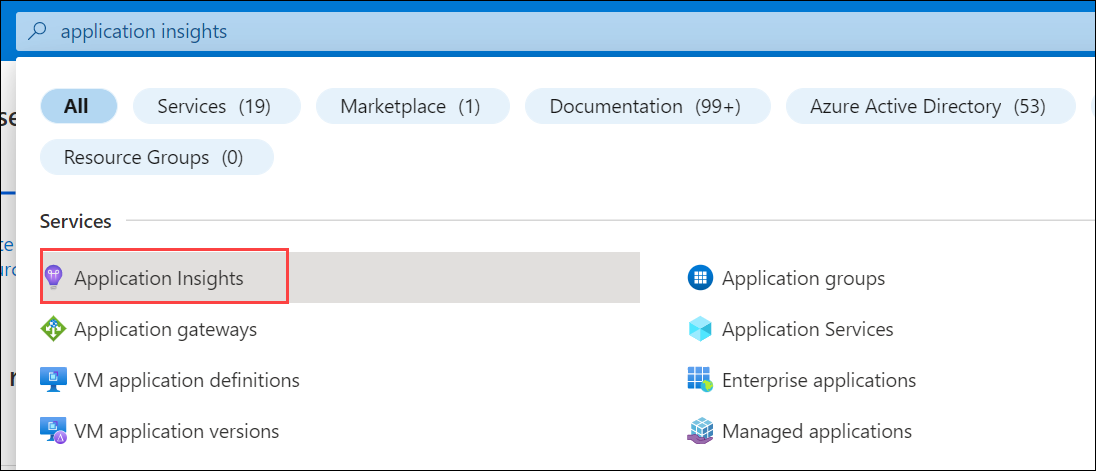 application insights
All Services (19) Marketplace (1) Documentation (99+) Azure Active Directory (53)
Resource Groups (0)
Services
Application Insights
Application groups
Application gateways
Application Services
VM application definitions
Enterprise applications
VM application versions
Managed applications